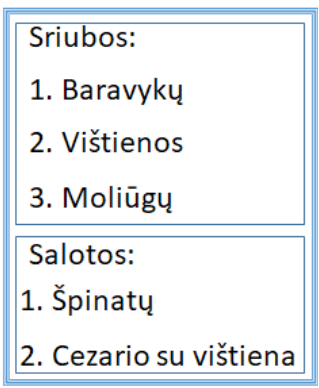 Sriubos:
1. Baravykų
2. Vištienos
3. Moliūgų
Salotos:
1. Špinatų
2. Cezario su vištiena